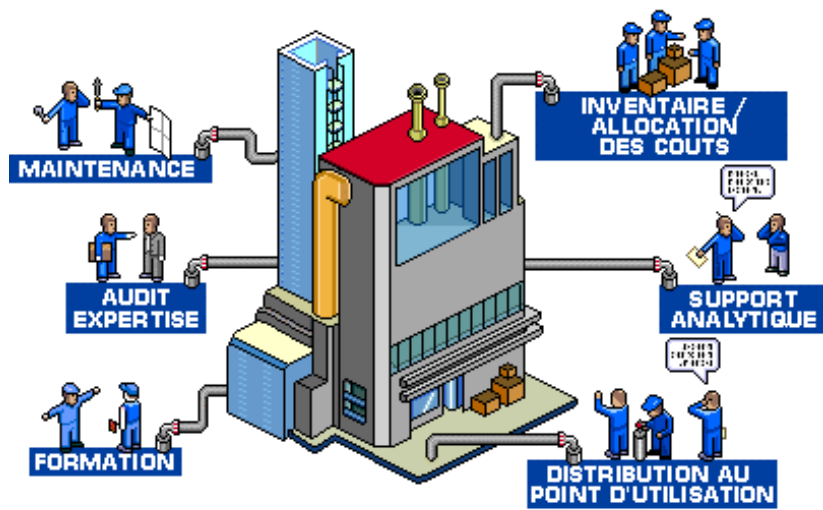 MAINTENANCE
INVENTAIRE /
ALLOCATION
DES COUTS
AUDIT
EXPERTISE
SUPPORT
ANALYTIQUE
FORMATION
DISTRIBUTION AU
POINT D'UTILISATION